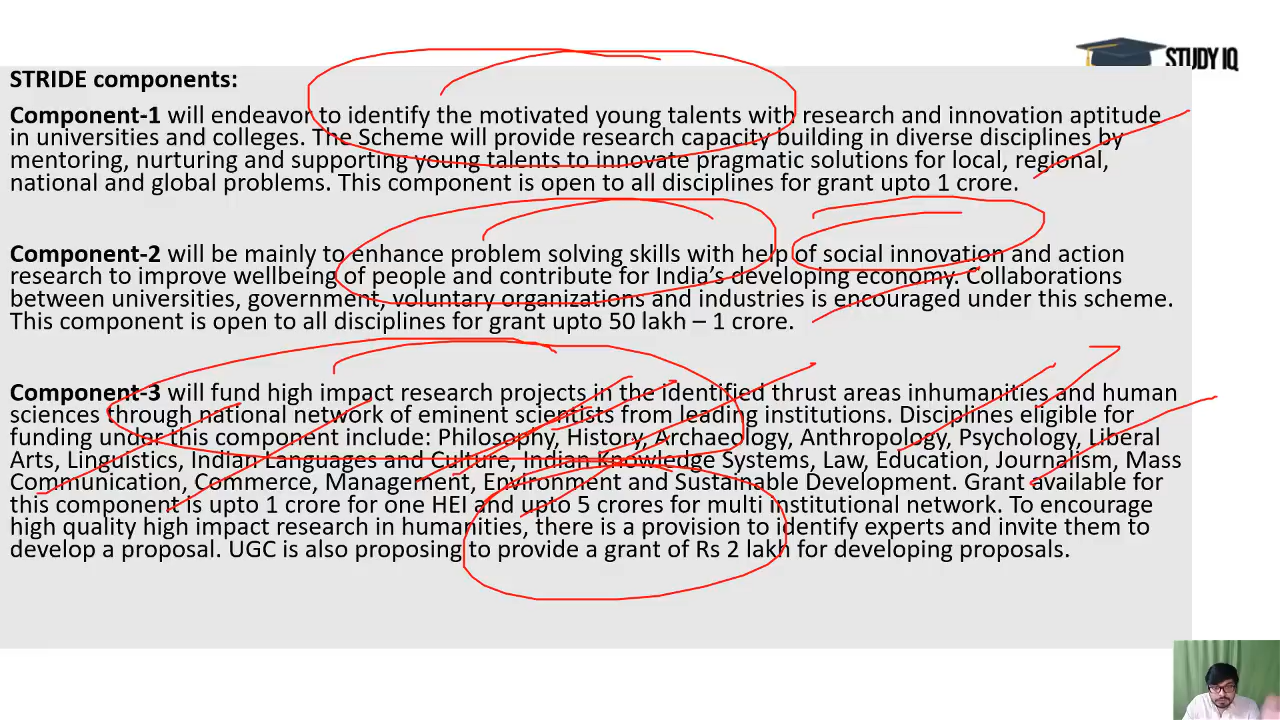 STUDY IQ
STRIDE components:
Component-1 will endeavor to identify the motivated young talents with research and innovation aptitude
in universities and colleges. The Scheme will provide research capacity building in diverse disciplines by
mentoring, nurturing and supporting young talents to innovate pragmatic solutions for local, regional,
national and global problems. This component is open to all disciplines for grant upto 1 crore.
Component-2 will be mainly to enhance problem solving skills with help of social innovation and action
research to improve wellbeing of people and contribute for India's developing economy. Collaborations
between universities, government, voluntary organizations and industries is encouraged under this scheme.
This component is open to all disciplines for grant upto 50 lakh – 1 crore.
Component-3 will fund high impact research projects in the identified thrust areas inhumanities and human
sciences through national network of eminent scientists from leading institutions. Disciplines eligible for
funding under this component include: Philosophy, History, Archaeology, Anthropology, Psychology, Liberal
Arts, Linguistics, Indian Languages and Culture, Indian Knowledge Systems, Law, Education, Journalism, Mass
Communication, Commerce, Management, Environment and Sustainable Development. Grant available for
this component is upto 1 crore for one HEI and upto 5 crores for multi institutional network. To encourage
high quality high impact research in humanities, there is a provision to identify experts and invite them to
develop a proposal. UGC is also proposing to provide a grant of Rs 2 lakh for developing proposals.